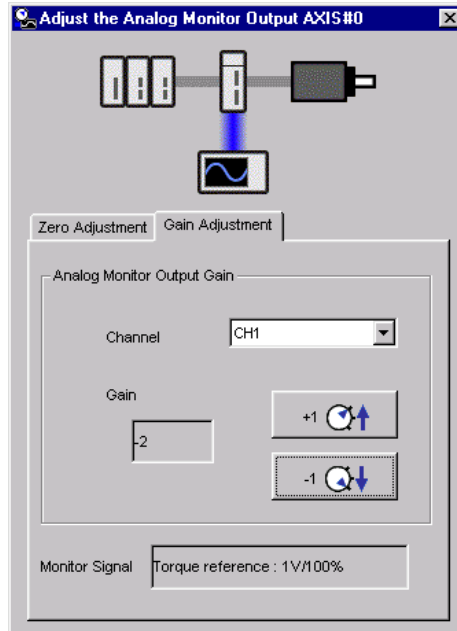 Adjust the Analog Monitor Output AXIS#0
Zero Adjustment
Gain Adjustment
Analog Monitor Output Gain
Channel
CH1
Gain
-2
+1
-1
Monitor Signal
Torque reference : 1V/100%